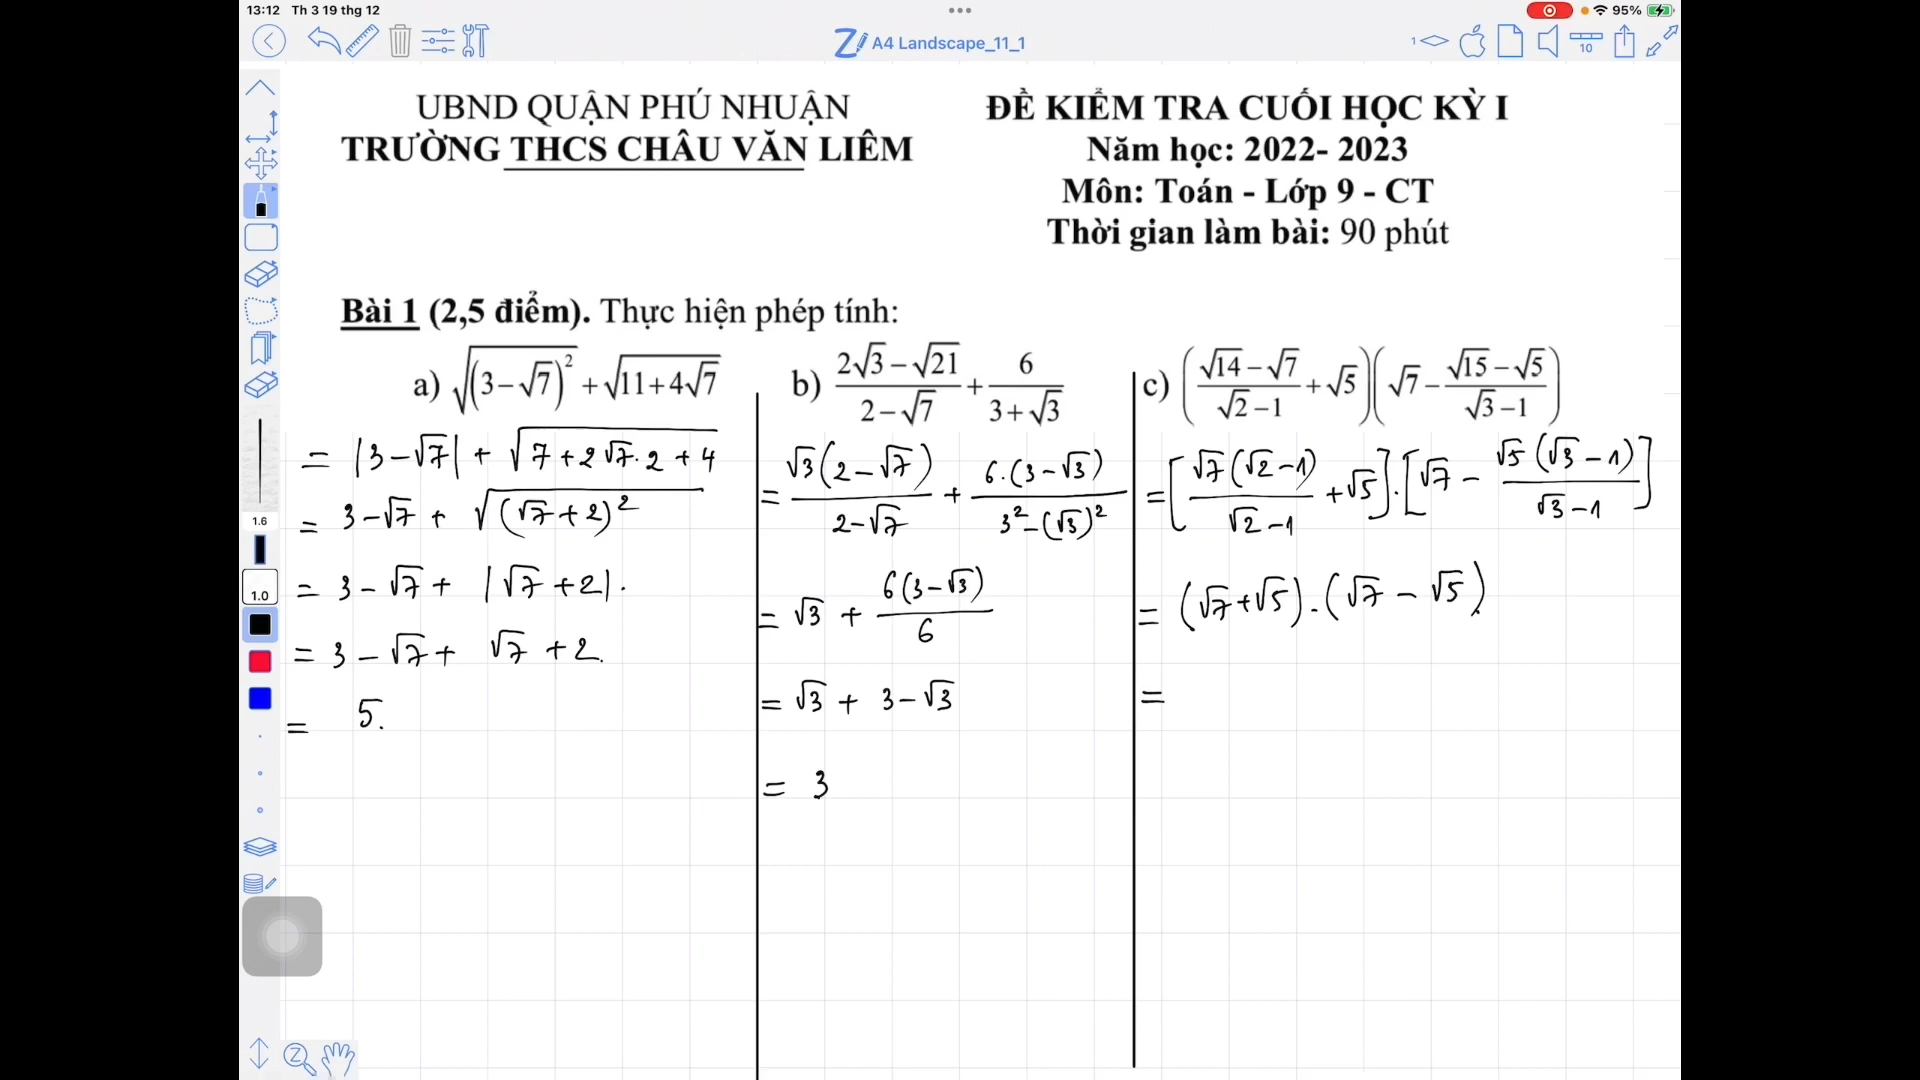 13:12 Th 3 19 thg 12
95%
A4 Landscape_11_1
1
10
UBND QUẬN PHÚ NHUẬN
TRƯỜNG THCS CHÂU VĂN LIÊM
ĐỀ KIỂM TRA CUỐI HỌC KỲ I
Năm học: 2022- 2023
Môn: Toán - Lớp 9 - CT
Thời gian làm bài: 90 phút
Bài 1 (2,5 điểm). Thực hiện phép tính:
a) √((3−√7)²) + √(11+4√7)
= |3−√7| + √(7+2√7.2+4)
= 3−√7 + √((√7+2)²)
= 3−√7 + |√7+2|.
= 3−√7 + √7+2.
= 5.
b) (2√3−√21)/(2−√7) + 6/(3+√3)
= √3(2−√7)/(2−√7) + 6.(3−√3)/(3²−(√3)²)
= √3 + 6(3−√3)/6
= √3 + 3−√3
= 3
c) ((√14−√7)/(√2−1) + √5)(√7 − (√15−√5)/(√3−1))
= [√7(√2−1)/(√2−1) + √5].[√7 − √5(√3−1)/(√3−1)]
= (√7+√5).(√7−√5)
=
1.6
1.0